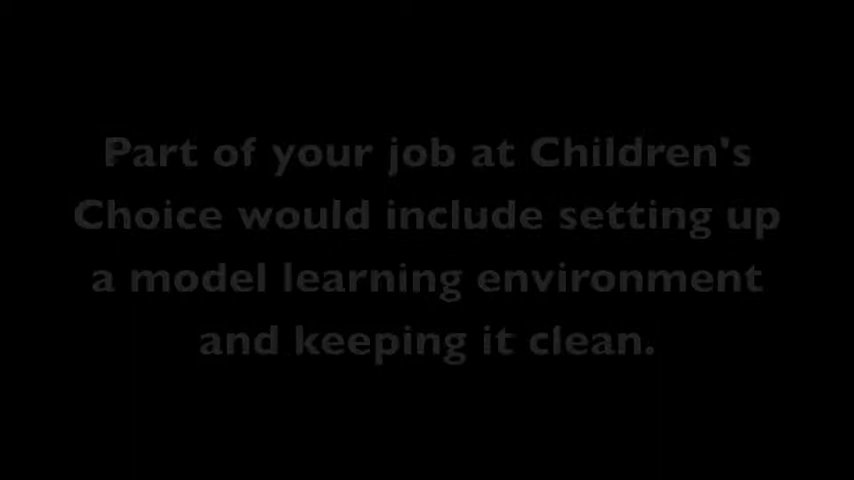 Part of your job at Children's
Choice would include setting up
a model learning environment
and keeping it clean.